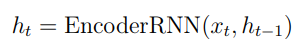 h_t = EncoderRNN(x_t, h_{t−1})